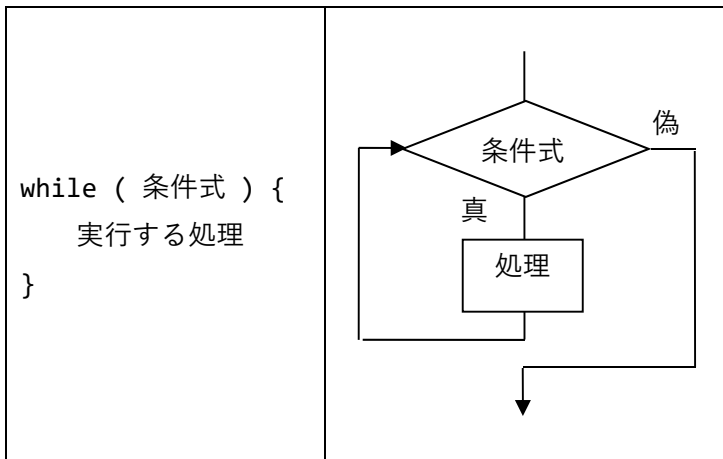 while ( 条件式 ) {
実行する処理
}
条件式
偽
真
処理